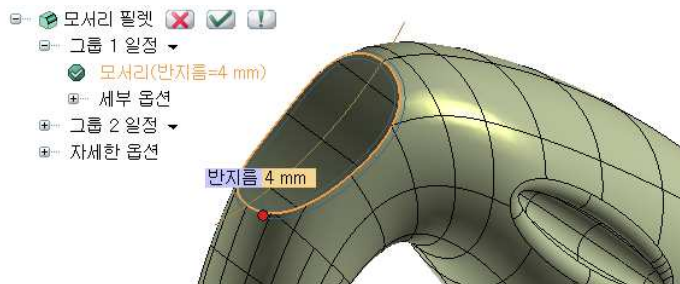 모서리 필렛
그룹 1 일정
모서리(반지름=4 mm)
세부 옵션
그룹 2 일정
자세한 옵션
반지름 4 mm